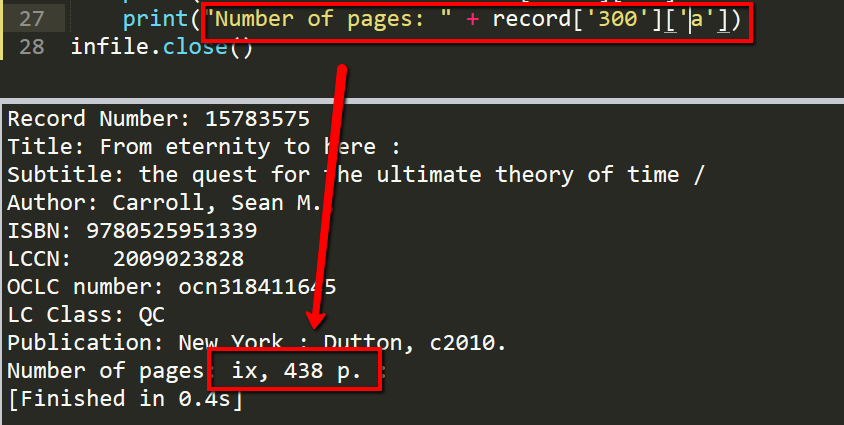 27 print("Number of pages: " + record['300']['a'])
28 infile.close()
Record Number: 15783575
Title: From eternity to here :
Subtitle: the quest for the ultimate theory of time /
Author: Carroll, Sean M.,
ISBN: 9780525951339
LCCN: 2009023828
OCLC number: ocn318411645
LC Class: QC
Publication: New York : Dutton, c2010.
Number of pages: ix, 438 p. :
[Finished in 0.4s]